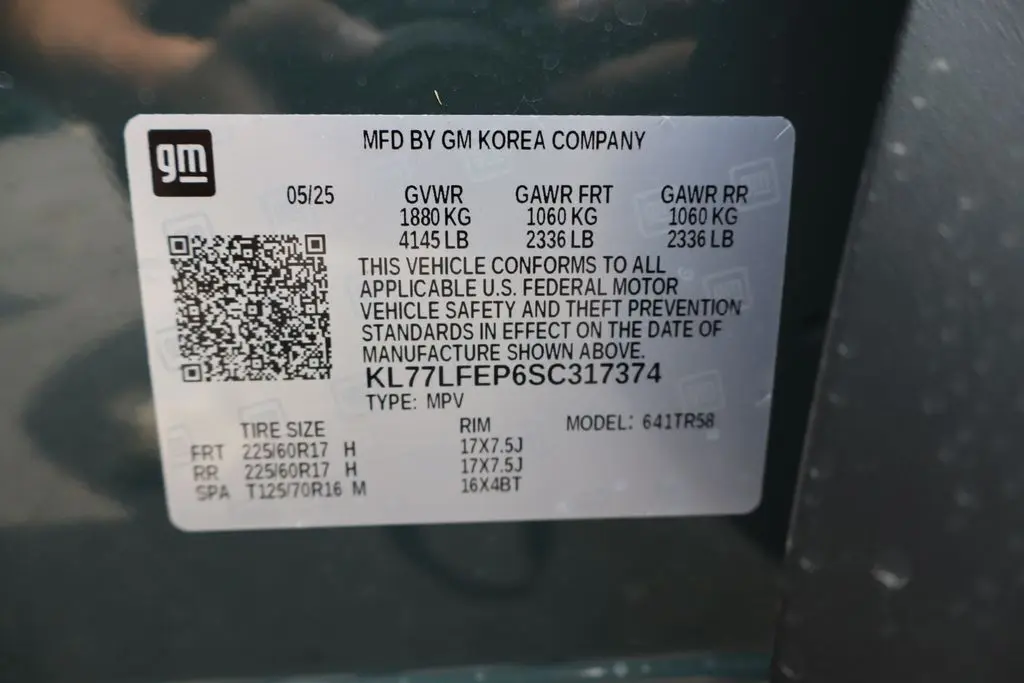 gm
MFD BY GM KOREA COMPANY
05/25 GVWR GAWR FRT GAWR RR
1880 KG 1060 KG 1060 KG
4145 LB 2336 LB 2336 LB
THIS VEHICLE CONFORMS TO ALL
APPLICABLE U.S. FEDERAL MOTOR
VEHICLE SAFETY AND THEFT PREVENTION
STANDARDS IN EFFECT ON THE DATE OF
MANUFACTURE SHOWN ABOVE.
KL77LFEP6SC317374
TYPE: MPV
TIRE SIZE RIM MODEL: 641TR58
FRT 225/60R17 H 17X7.5J
RR 225/60R17 H 17X7.5J
SPA T125/70R16 M 16X4BT